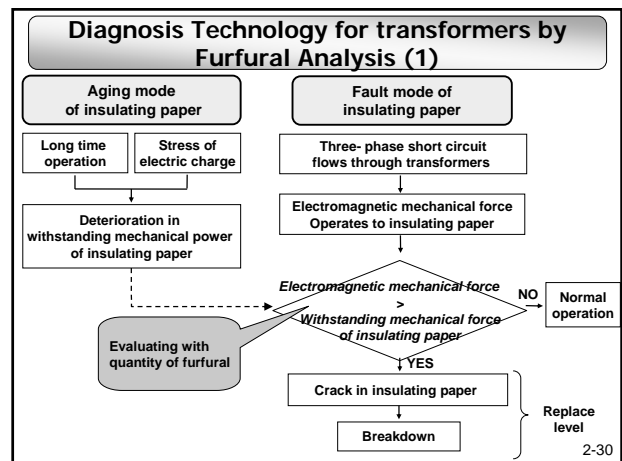 Diagnosis Technology for transformers by
Furfural Analysis (1)
Aging mode
of insulating paper
Fault mode of
insulating paper
Long time
operation
Stress of
electric charge
Three- phase short circuit
flows through transformers
Deterioration in
withstanding mechanical power
of insulating paper
Electromagnetic mechanical force
Operates to insulating paper
Electromagnetic mechanical force
>
Withstanding mechanical force
of insulating paper
NO
Normal
operation
Evaluating with
quantity of furfural
YES
Crack in insulating paper
Breakdown
Replace
level
2-30